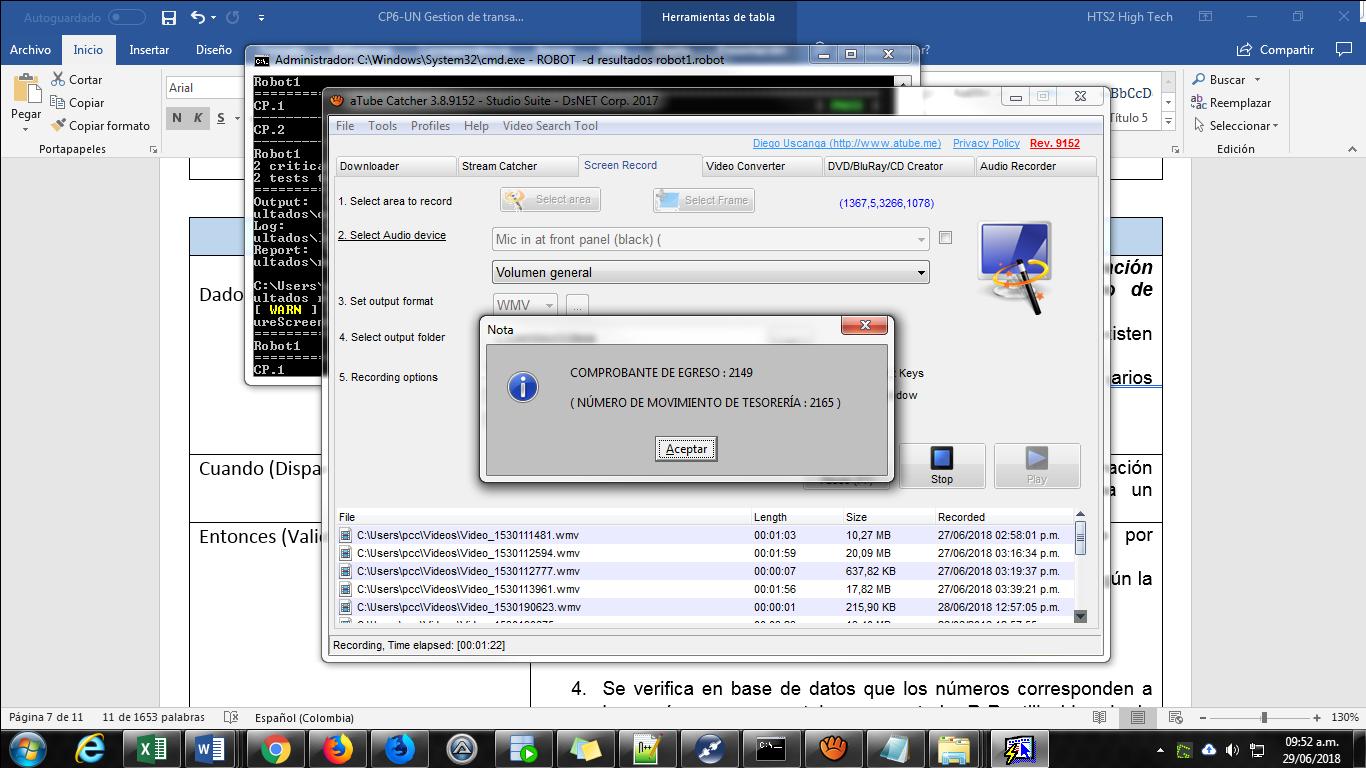 Autoguardado
CP6-UN Gestion de transa...
Herramientas de tabla
HTS2 High Tech
Archivo Inicio Insertar Diseño
Compartir
Pegar
Cortar
Copiar
Copiar formato
Portapapeles
Arial
N K S
BbCcD
Título 5
Buscar
Reemplazar
Seleccionar
Edición
Administrador: C:\Windows\System32\cmd.exe - ROBOT -d resultados robot1.robot
Robot1
CP.1
CP.2
Robot1
2 critica
2 tests t
Output:
ultados\o
Log:
ultados\l
Report:
ultados\r
C:\Users\
ultados r
[ WARN ]
ureScreen
Robot1
CP.1
aTube Catcher 3.8.9152 - Studio Suite - DsNET Corp. 2017
File Tools Profiles Help Video Search Tool
Diego Uscanga (http://www.atube.me) Privacy Policy Rev. 9152
Downloader Stream Catcher Screen Record Video Converter DVD/BluRay/CD Creator Audio Recorder
1. Select area to record Select area Select Frame (1367,5,3266,1078)
2. Select Audio device Mic in at front panel (black) (
Volumen general
3. Set output format WMV ...
4. Select output folder
5. Recording options
Keys
dow
Nota
COMPROBANTE DE EGRESO : 2149
( NÚMERO DE MOVIMIENTO DE TESORERÍA : 2165 )
Aceptar
Stop Play
File Length Size Recorded
C:\Users\pcc\Videos\Video_1530111481.wmv 00:01:03 10,27 MB 27/06/2018 02:58:01 p.m.
C:\Users\pcc\Videos\Video_1530112594.wmv 00:01:59 20,09 MB 27/06/2018 03:16:34 p.m.
C:\Users\pcc\Videos\Video_1530112777.wmv 00:00:07 637,82 KB 27/06/2018 03:19:37 p.m.
C:\Users\pcc\Videos\Video_1530113961.wmv 00:01:56 17,82 MB 27/06/2018 03:39:21 p.m.
C:\Users\pcc\Videos\Video_1530190623.wmv 00:00:01 215,90 KB 28/06/2018 12:57:05 p.m.
Recording, Time elapsed: [00:01:22]
Dado
ación
de
isten
arios
Cuando (Dispa
ación
a un
Entonces (Valid
por
ún la
4. Se verifica en base de datos que los números corresponden a
Página 7 de 11 11 de 1653 palabras Español (Colombia)
130%
09:52 a.m.
29/06/2018